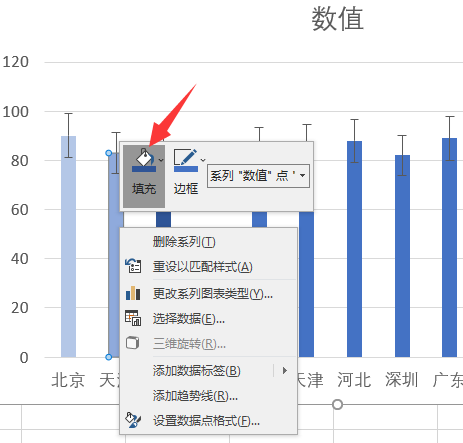 数值
120
100
80
60
40
20
0
填充
边框
系列 "数值" 点 '
删除系列(T)
重设以匹配样式(A)
更改系列图表类型(Y)...
选择数据(E)...
三维旋转(R)...
添加数据标签(B)
添加趋势线(R)...
设置数据点格式(F)...
北京
天
天津
河北
深圳
广东